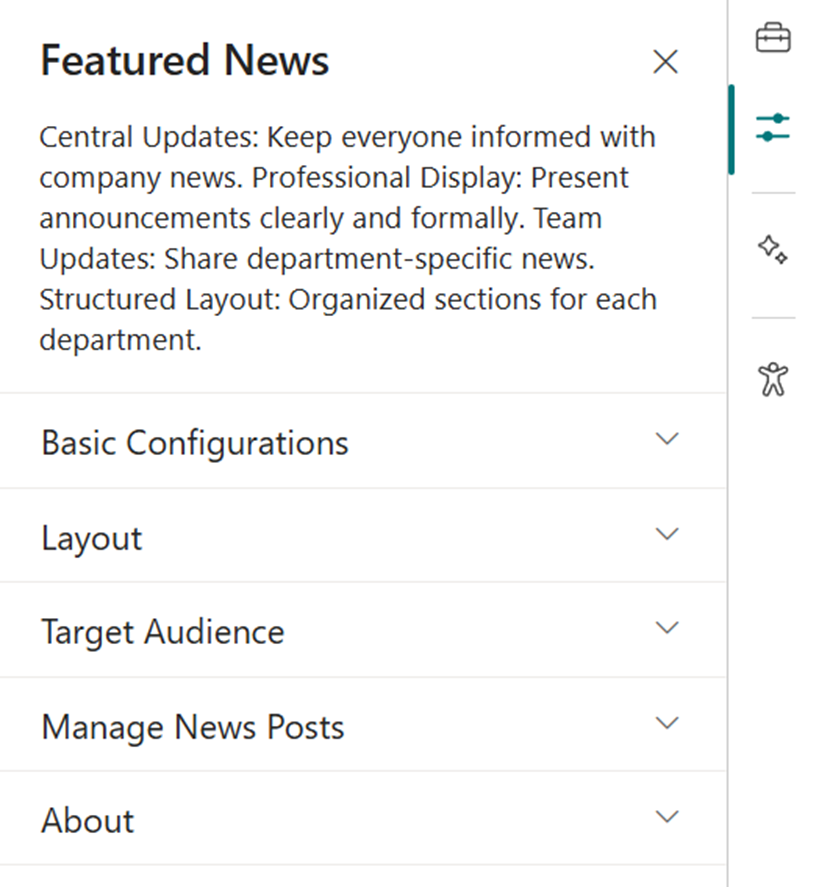 Featured News
Central Updates: Keep everyone informed with
company news. Professional Display: Present
announcements clearly and formally. Team
Updates: Share department-specific news.
Structured Layout: Organized sections for each
department.
Basic Configurations
Layout
Target Audience
Manage News Posts
About